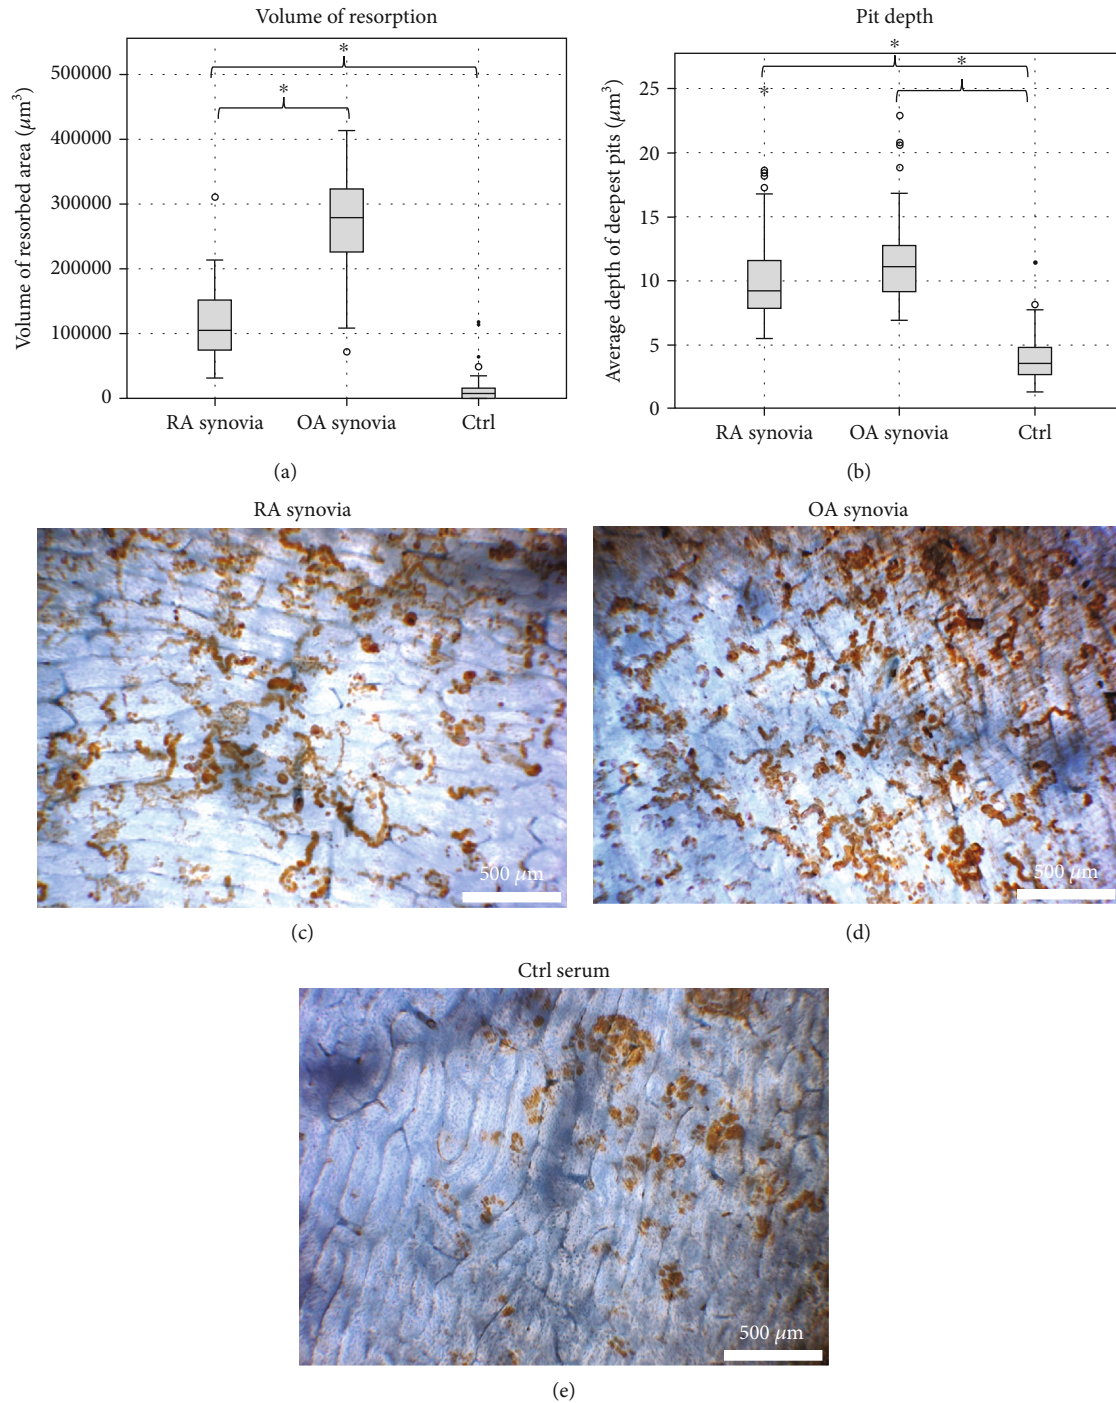 Volume of resorption
Volume of resorbed area (μm³)
500000
400000
300000
200000
100000
0
*
*
RA synovia
OA synovia
Ctrl
(a)
Pit depth
Average depth of deepest pits (μm³)
25
20
15
10
5
0
*
*
*
RA synovia
OA synovia
Ctrl
(b)
RA synovia
500 μm
(c)
OA synovia
500 μm
(d)
Ctrl serum
500 μm
(e)